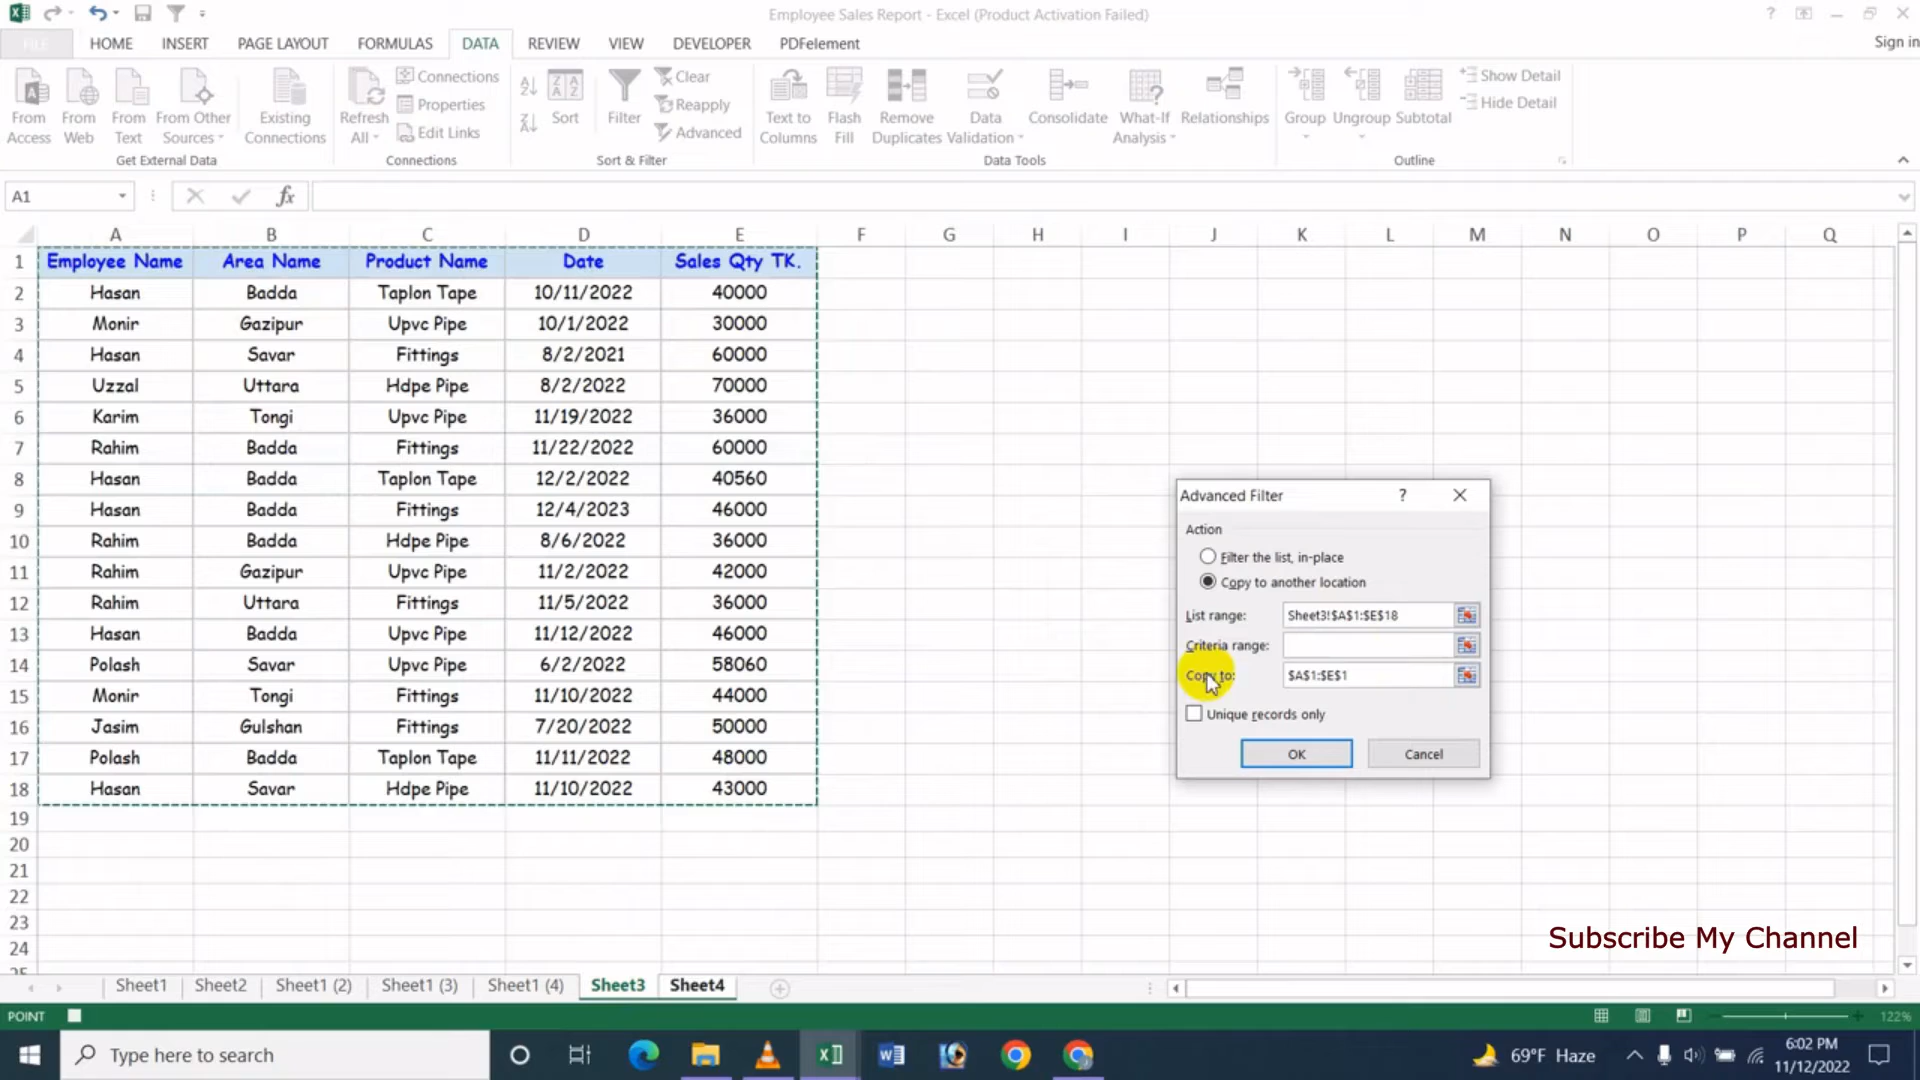 Employee Sales Report - Excel (Product Activation Failed)
FILE HOME INSERT PAGE LAYOUT FORMULAS DATA REVIEW VIEW DEVELOPER PDFelement Sign in
From Access
From Web
From Text
From Other Sources
Existing Connections
Get External Data
Refresh All
Connections
Properties
Edit Links
Connections
Sort
Filter
Clear
Reapply
Advanced
Sort & Filter
Text to Columns
Flash Fill
Remove Duplicates
Data Validation
Consolidate
What-If Analysis
Relationships
Data Tools
Group
Ungroup
Subtotal
Show Detail
Hide Detail
Outline
A1 fx
A B C D E F G H I J K L M N O P Q
1 Employee Name Area Name Product Name Date Sales Qty TK.
2 Hasan Badda Taplon Tape 10/11/2022 40000
3 Monir Gazipur Upvc Pipe 10/1/2022 30000
4 Hasan Savar Fittings 8/2/2021 60000
5 Uzzal Uttara Hdpe Pipe 8/2/2022 70000
6 Karim Tongi Upvc Pipe 11/19/2022 36000
7 Rahim Badda Fittings 11/22/2022 60000
8 Hasan Badda Taplon Tape 12/2/2022 40560
9 Hasan Badda Fittings 12/4/2023 46000
10 Rahim Badda Hdpe Pipe 8/6/2022 36000
11 Rahim Gazipur Upvc Pipe 11/2/2022 42000
12 Rahim Uttara Fittings 11/5/2022 36000
13 Hasan Badda Upvc Pipe 11/12/2022 46000
14 Polash Savar Upvc Pipe 6/2/2022 58060
15 Monir Tongi Fittings 11/10/2022 44000
16 Jasim Gulshan Fittings 7/20/2022 50000
17 Polash Badda Taplon Tape 11/11/2022 48000
18 Hasan Savar Hdpe Pipe 11/10/2022 43000
19
20
21
22
23
24
25
Advanced Filter ?
Action
Filter the list, in-place
Copy to another location
List range: Sheet3!$A$1:$E$18
Criteria range:
Copy to: $A$1:$E$1
Unique records only
OK Cancel
Subscribe My Channel
Sheet1 Sheet2 Sheet1 (2) Sheet1 (3) Sheet1 (4) Sheet3 Sheet4
POINT 122%
Type here to search
69°F Haze
6:02 PM
11/12/2022